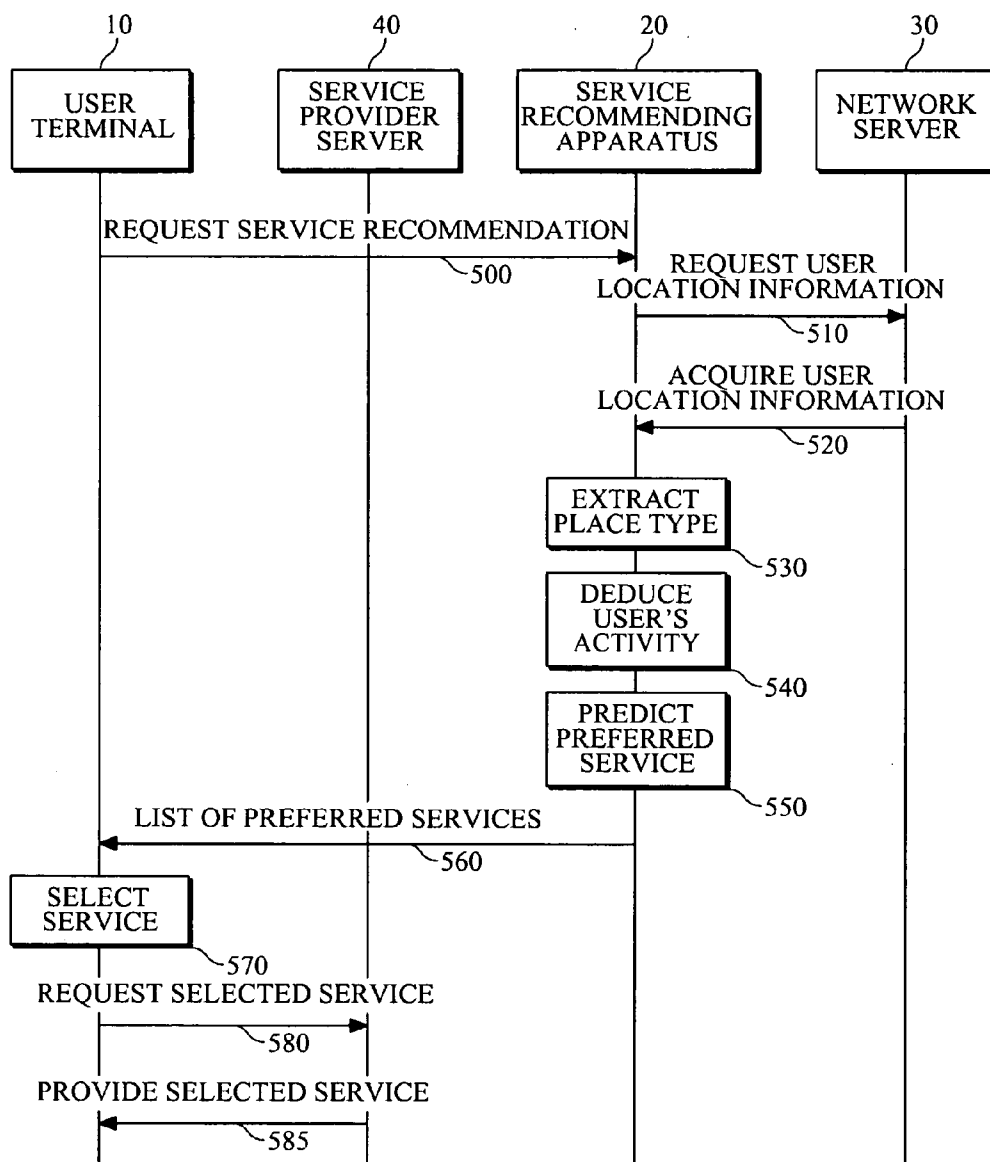 10
40
20
30
USER
TERMINAL
SERVICE
PROVIDER
SERVER
SERVICE
RECOMMENDING
APPARATUS
NETWORK
SERVER
REQUEST SERVICE RECOMMENDATION
500
REQUEST USER
LOCATION INFORMATION
510
ACQUIRE USER
LOCATION INFORMATION
520
EXTRACT
PLACE TYPE
530
DEDUCE
USER'S
ACTIVITY
540
PREDICT
PREFERRED
SERVICE
550
LIST OF PREFERRED SERVICES
560
SELECT
SERVICE
570
REQUEST SELECTED SERVICE
580
PROVIDE SELECTED SERVICE
585